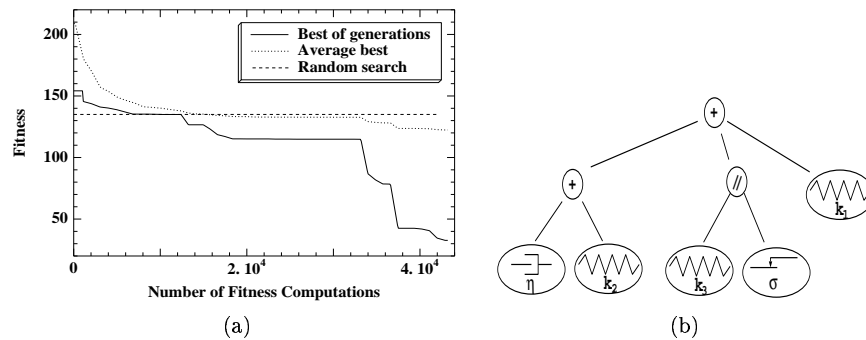 200
150
100
50
Fitness
Best of generations
Average best
Random search
0
2. 10⁴
4. 10⁴
Number of Fitness Computations
(a)
+
+
//
k₁
η
k₂
k₃
σ
(b)